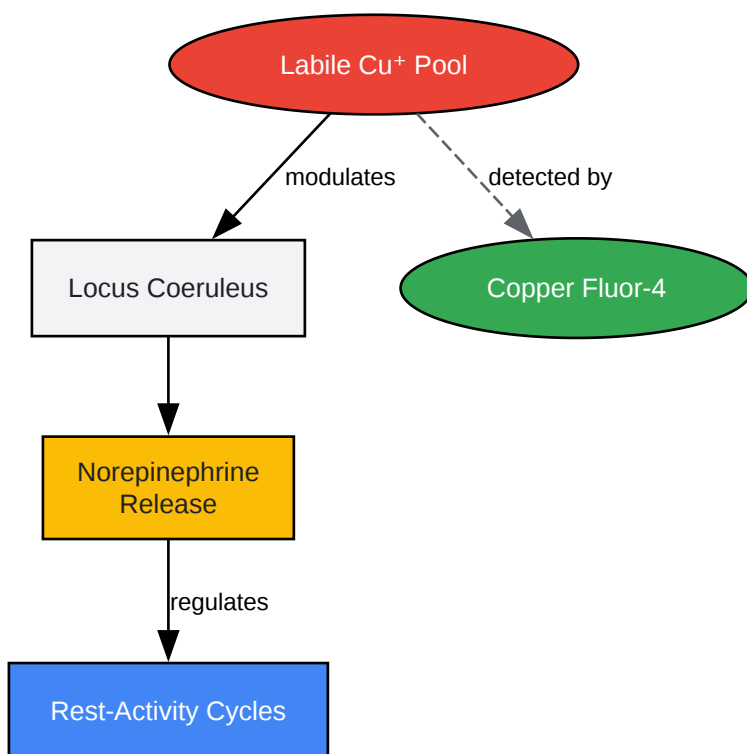 Labile Cu⁺ Pool
modulates
detected by
Locus Coeruleus
Copper Fluor-4
Norepinephrine
Release
regulates
Rest-Activity Cycles